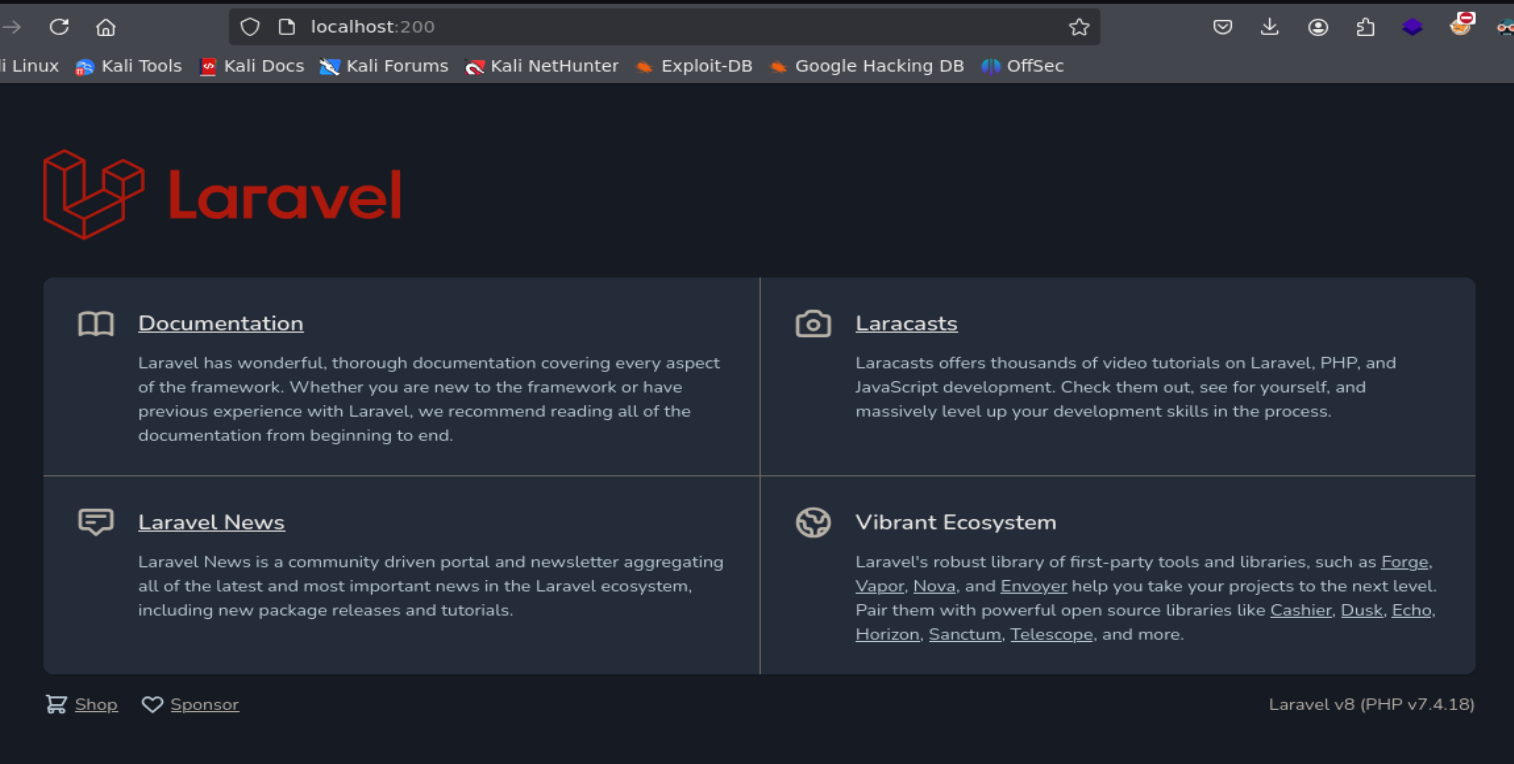 localhost:200
li Linux Kali Tools Kali Docs Kali Forums Kali NetHunter Exploit-DB Google Hacking DB OffSec
Laravel
Documentation
Laravel has wonderful, thorough documentation covering every aspect
of the framework. Whether you are new to the framework or have
previous experience with Laravel, we recommend reading all of the
documentation from beginning to end.
Laracasts
Laracasts offers thousands of video tutorials on Laravel, PHP, and
JavaScript development. Check them out, see for yourself, and
massively level up your development skills in the process.
Laravel News
Laravel News is a community driven portal and newsletter aggregating
all of the latest and most important news in the Laravel ecosystem,
including new package releases and tutorials.
Vibrant Ecosystem
Laravel's robust library of first-party tools and libraries, such as Forge,
Vapor, Nova, and Envoyer help you take your projects to the next level.
Pair them with powerful open source libraries like Cashier, Dusk, Echo,
Horizon, Sanctum, Telescope, and more.
Shop Sponsor
Laravel v8 (PHP v7.4.18)